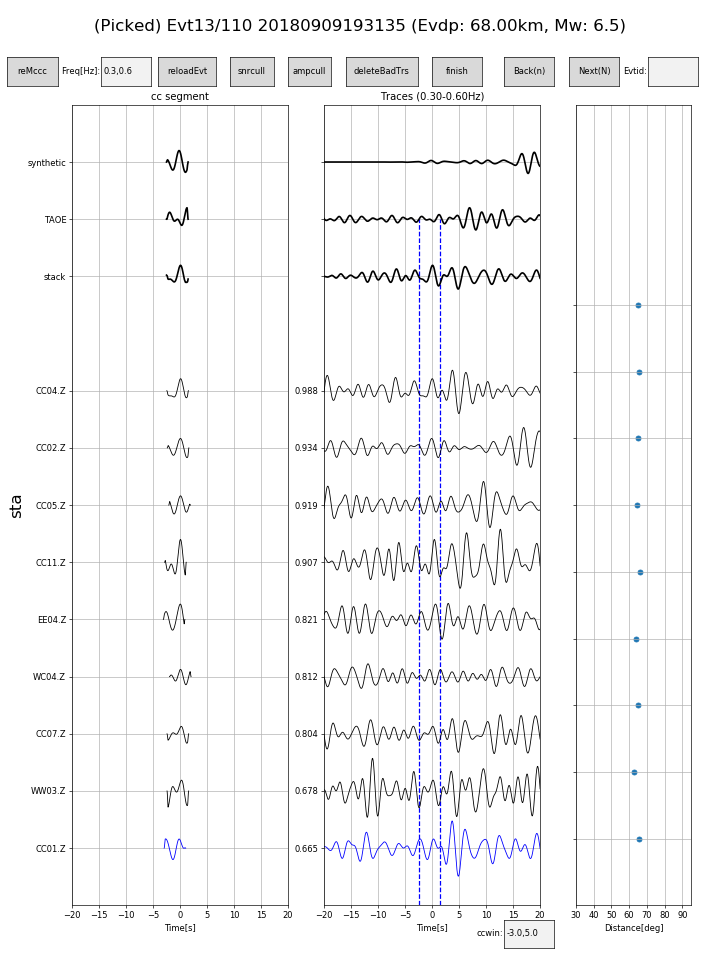 (Picked) Evt13/110 20180909193135 (Evdp: 68.00km, Mw: 6.5)
reMccc Freq[Hz]: 0.3,0.6 reloadEvt snrcull ampcull deleteBadTrs finish Back(n) Next(N) Evtid:
cc segment Traces (0.30-0.60Hz)
synthetic
TAOE
stack
CC04.Z 0.988
CC02.Z 0.934
sta
CC05.Z 0.919
CC11.Z 0.907
EE04.Z 0.821
WC04.Z 0.812
CC07.Z 0.804
WW03.Z 0.678
CC01.Z 0.665
−20 −15 −10 −5 0 5 10 15 20 −20 −15 −10 −5 0 5 10 15 20 30 40 50 60 70 80 90
Time[s] Time[s] Distance[deg]
ccwin: -3.0,5.0